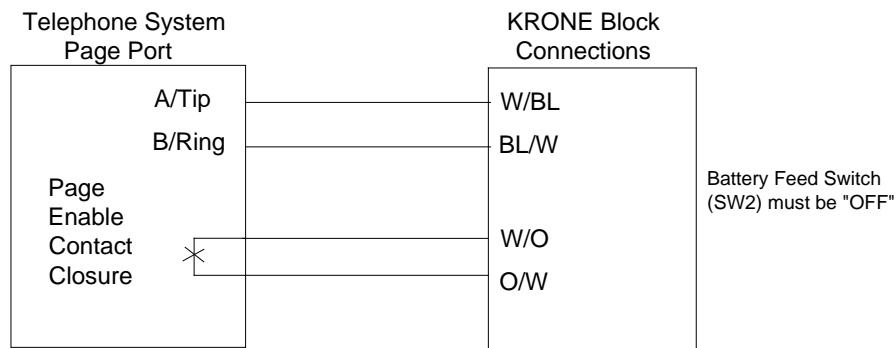 Telephone System
Page Port
KRONE Block
Connections
A/Tip
W/BL
B/Ring
BL/W
Page
Enable
Contact
Closure
W/O
O/W
Battery Feed Switch
(SW2) must be "OFF"